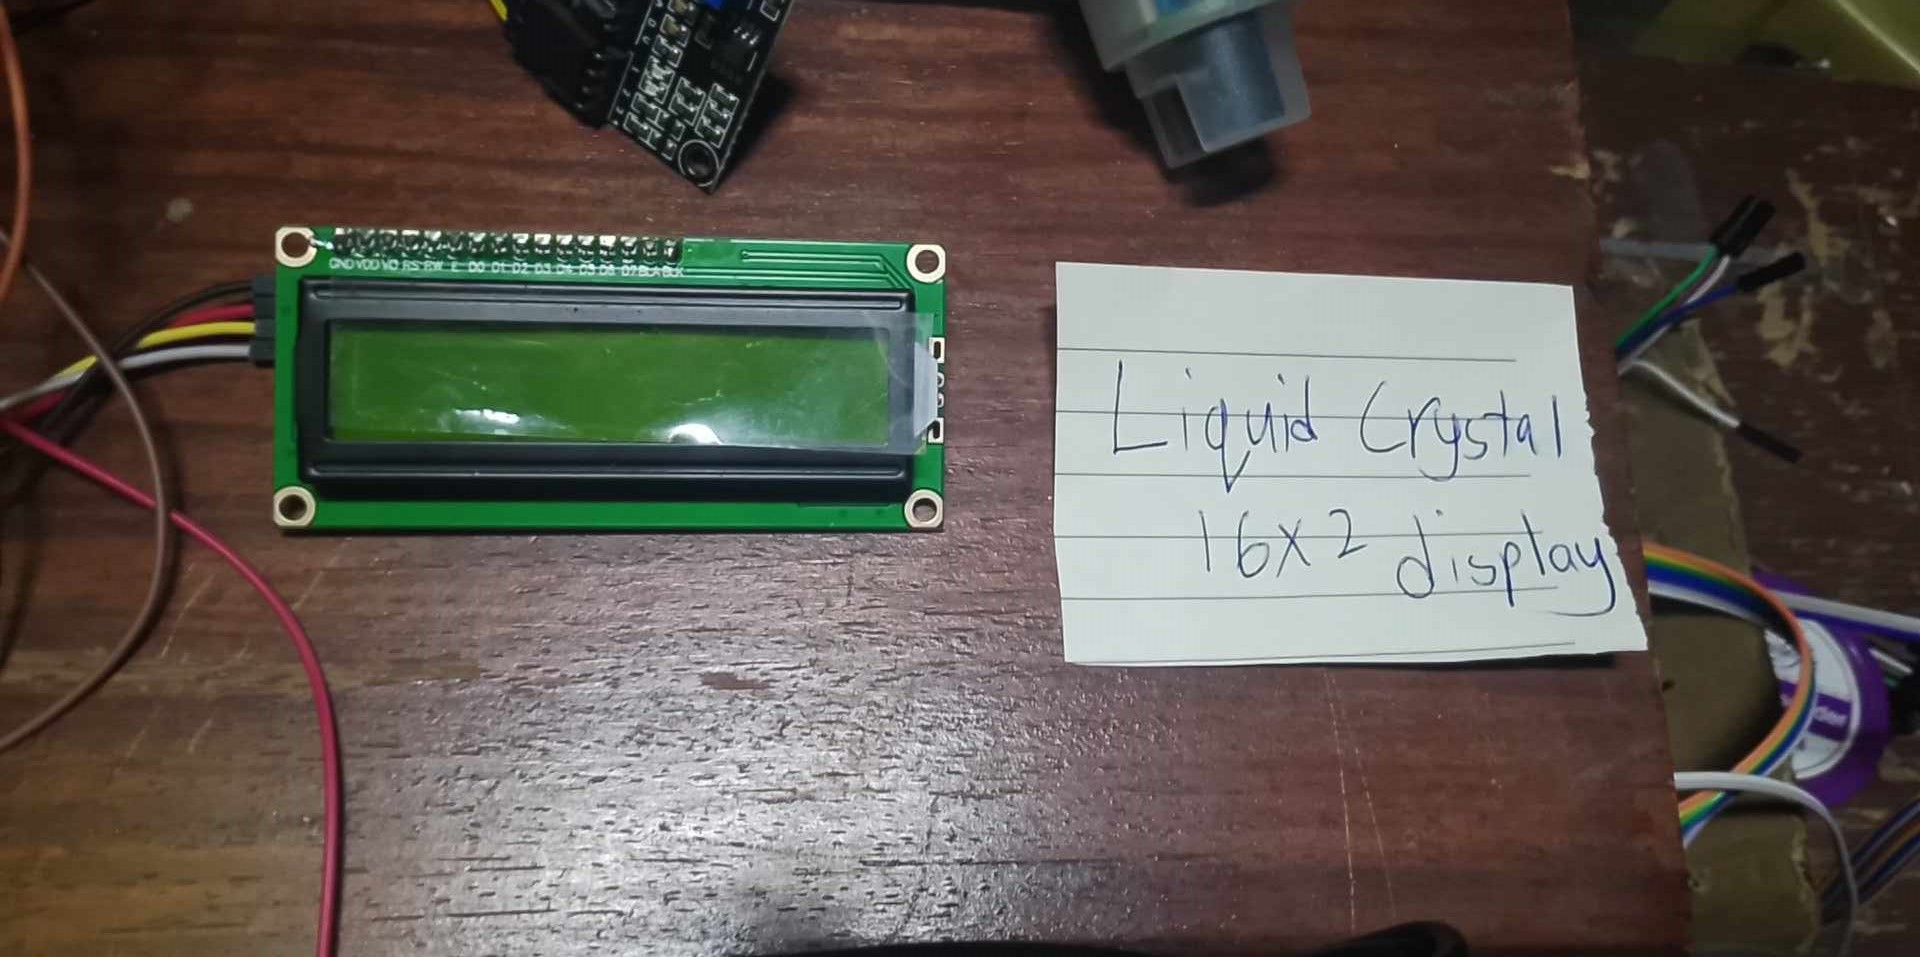 GND VDD VO RS RW E D0 D1 D2 D3 D4 D5 D6 D7 BLA BLK
Liquid Crystal
16x2 display